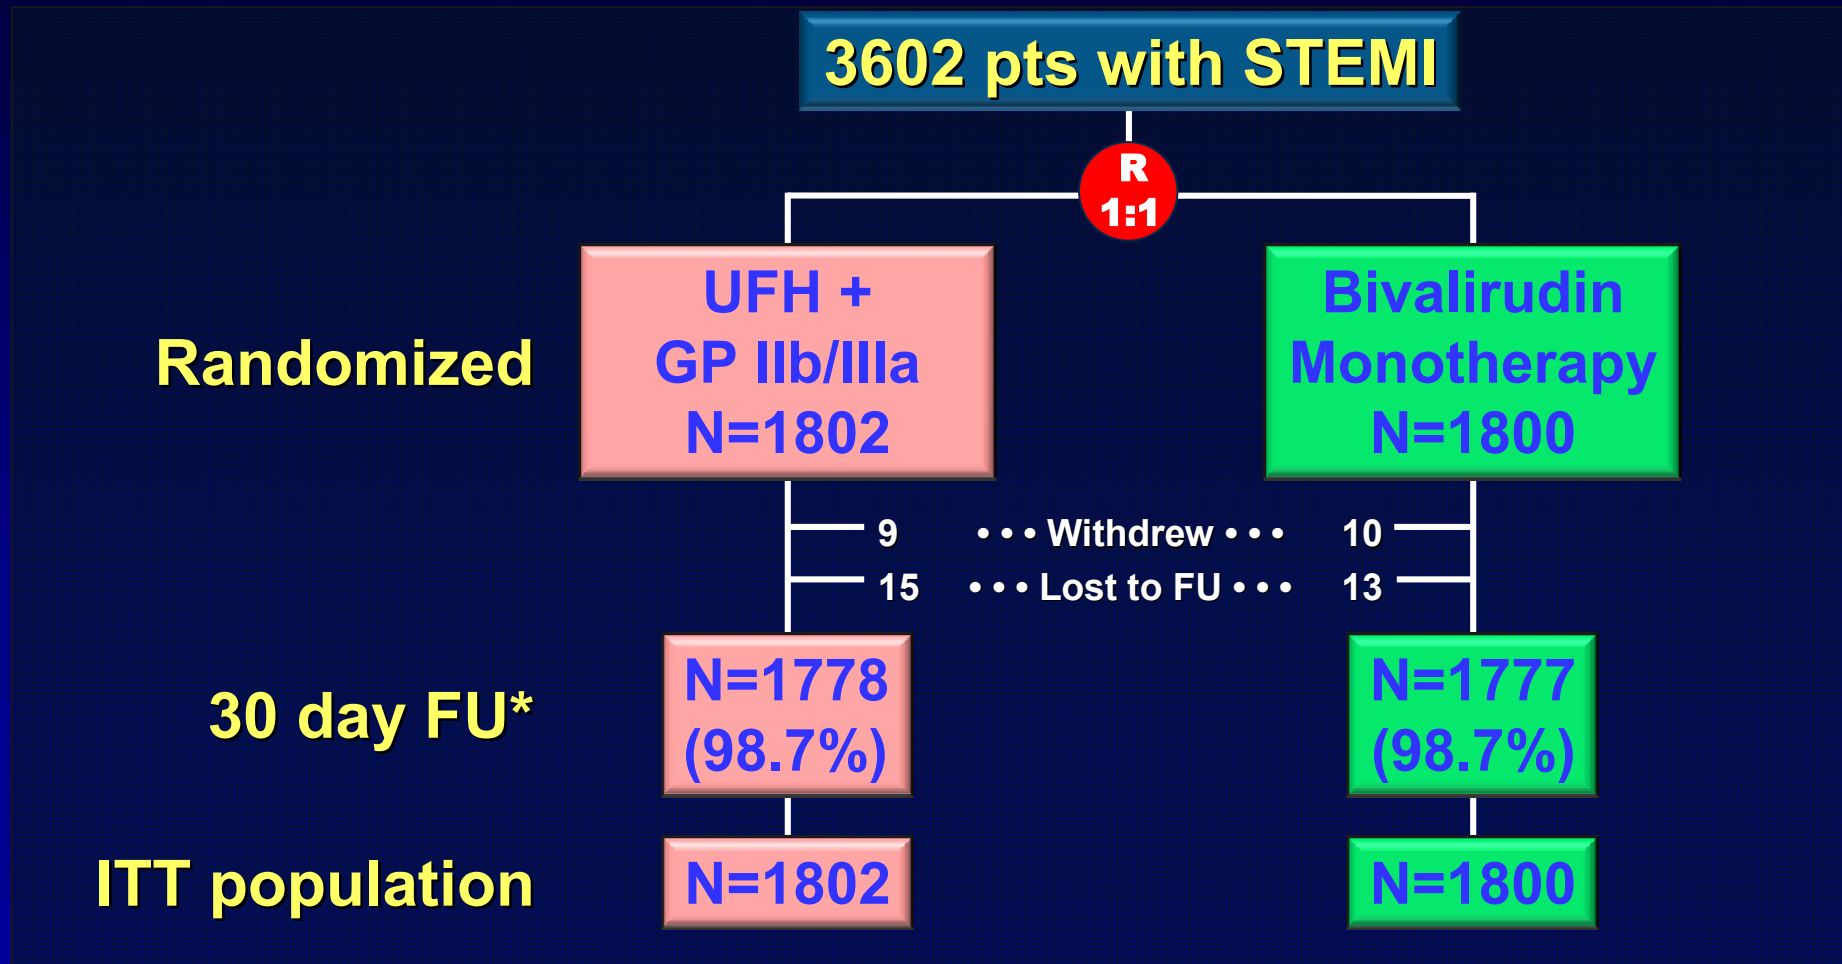 3602 pts with STEMI
R
1:1
Randomized
UFH +
GP IIb/IIIa
N=1802
Bivalirudin
Monotherapy
N=1800
9 • • • Withdrew • • • 10
15 • • • Lost to FU • • • 13
30 day FU*
N=1778
(98.7%)
N=1777
(98.7%)
ITT population
N=1802
N=1800